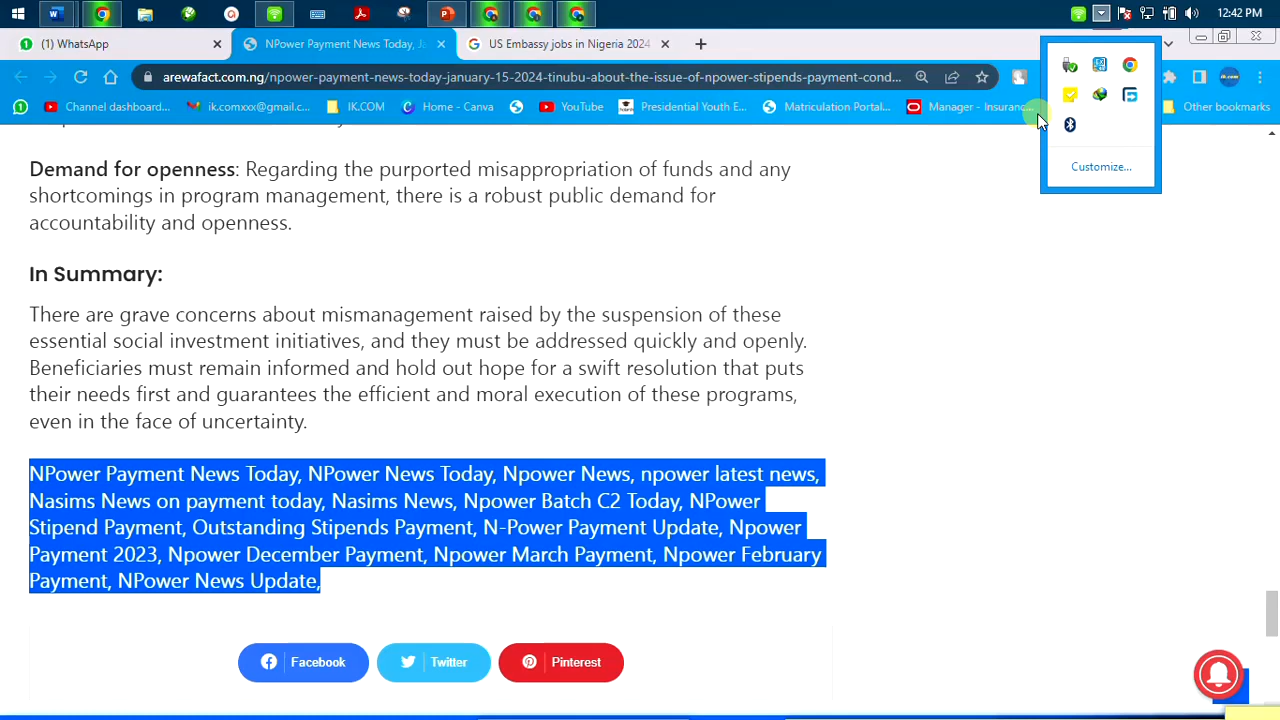 12:42 PM
(1) WhatsApp
NPower Payment News Today, Ja
US Embassy jobs in Nigeria 2024
arewafact.com.ng/npower-payment-news-today-january-15-2024-tinubu-about-the-issue-of-npower-stipends-payment-cond...
Channel dashboard...
ik.comxxx@gmail.c...
IK.COM
Home - Canva
YouTube
Presidential Youth E...
Matriculation Portal...
Manager - Insuranc...
Other bookmarks
Customize...
Demand for openness: Regarding the purported misappropriation of funds and any
shortcomings in program management, there is a robust public demand for
accountability and openness.
In Summary:
There are grave concerns about mismanagement raised by the suspension of these
essential social investment initiatives, and they must be addressed quickly and openly.
Beneficiaries must remain informed and hold out hope for a swift resolution that puts
their needs first and guarantees the efficient and moral execution of these programs,
even in the face of uncertainty.
NPower Payment News Today, NPower News Today, Npower News, npower latest news,
Nasims News on payment today, Nasims News, Npower Batch C2 Today, NPower
Stipend Payment, Outstanding Stipends Payment, N-Power Payment Update, Npower
Payment 2023, Npower December Payment, Npower March Payment, Npower February
Payment, NPower News Update,
Facebook
Twitter
Pinterest